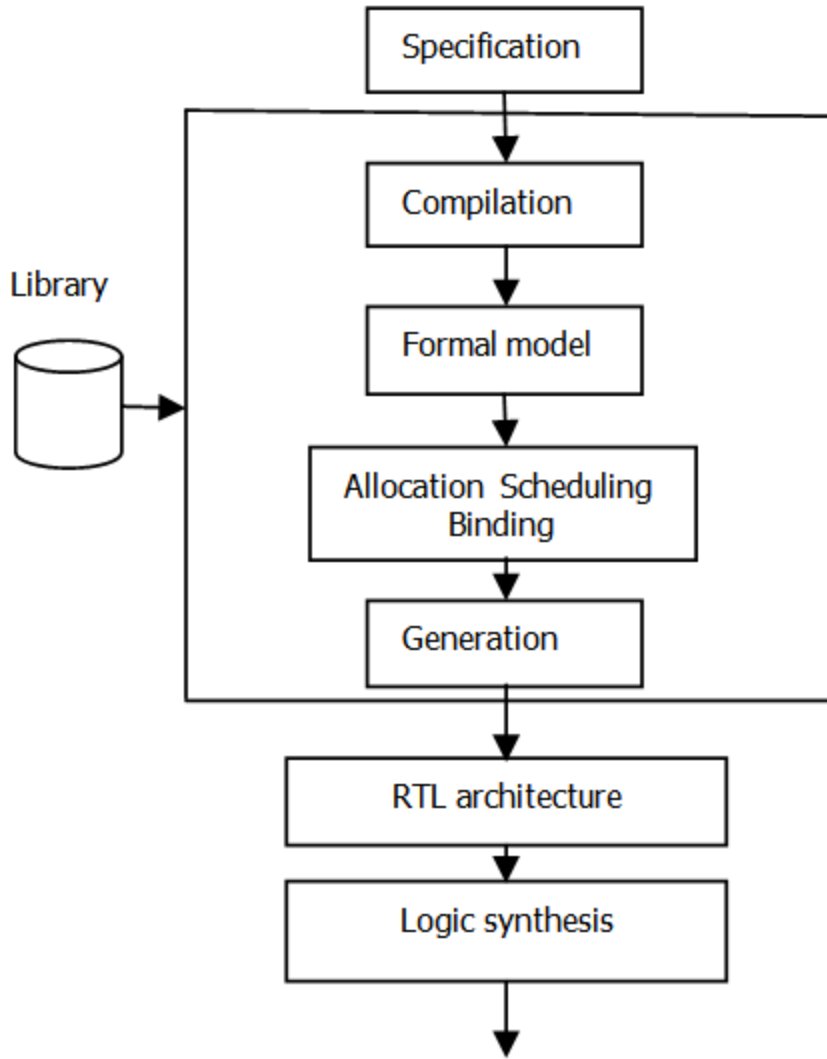 Specification
Compilation
Library
Formal model
Allocation Scheduling
Binding
Generation
RTL architecture
Logic synthesis